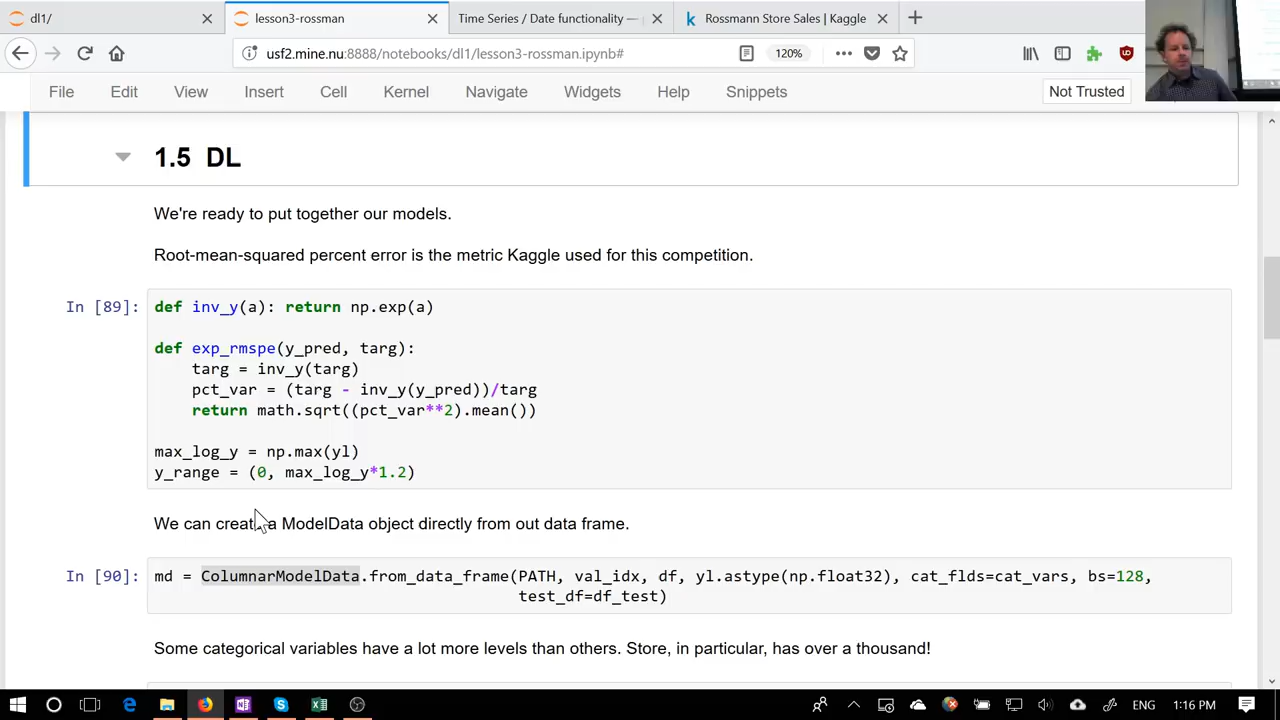 dl1/
lesson3-rossman
Time Series / Date functionality —
Rossmann Store Sales | Kaggle
usf2.mine.nu:8888/notebooks/dl1/lesson3-rossman.ipynb#
120%
File Edit View Insert Cell Kernel Navigate Widgets Help Snippets
Not Trusted
1.5 DL
We're ready to put together our models.
Root-mean-squared percent error is the metric Kaggle used for this competition.
In [89]:
def inv_y(a): return np.exp(a)
def exp_rmspe(y_pred, targ):
targ = inv_y(targ)
pct_var = (targ - inv_y(y_pred))/targ
return math.sqrt((pct_var**2).mean())
max_log_y = np.max(yl)
y_range = (0, max_log_y*1.2)
We can create a ModelData object directly from out data frame.
In [90]:
md = ColumnarModelData.from_data_frame(PATH, val_idx, df, yl.astype(np.float32), cat_flds=cat_vars, bs=128,
test_df=df_test)
Some categorical variables have a lot more levels than others. Store, in particular, has over a thousand!
ENG
1:16 PM